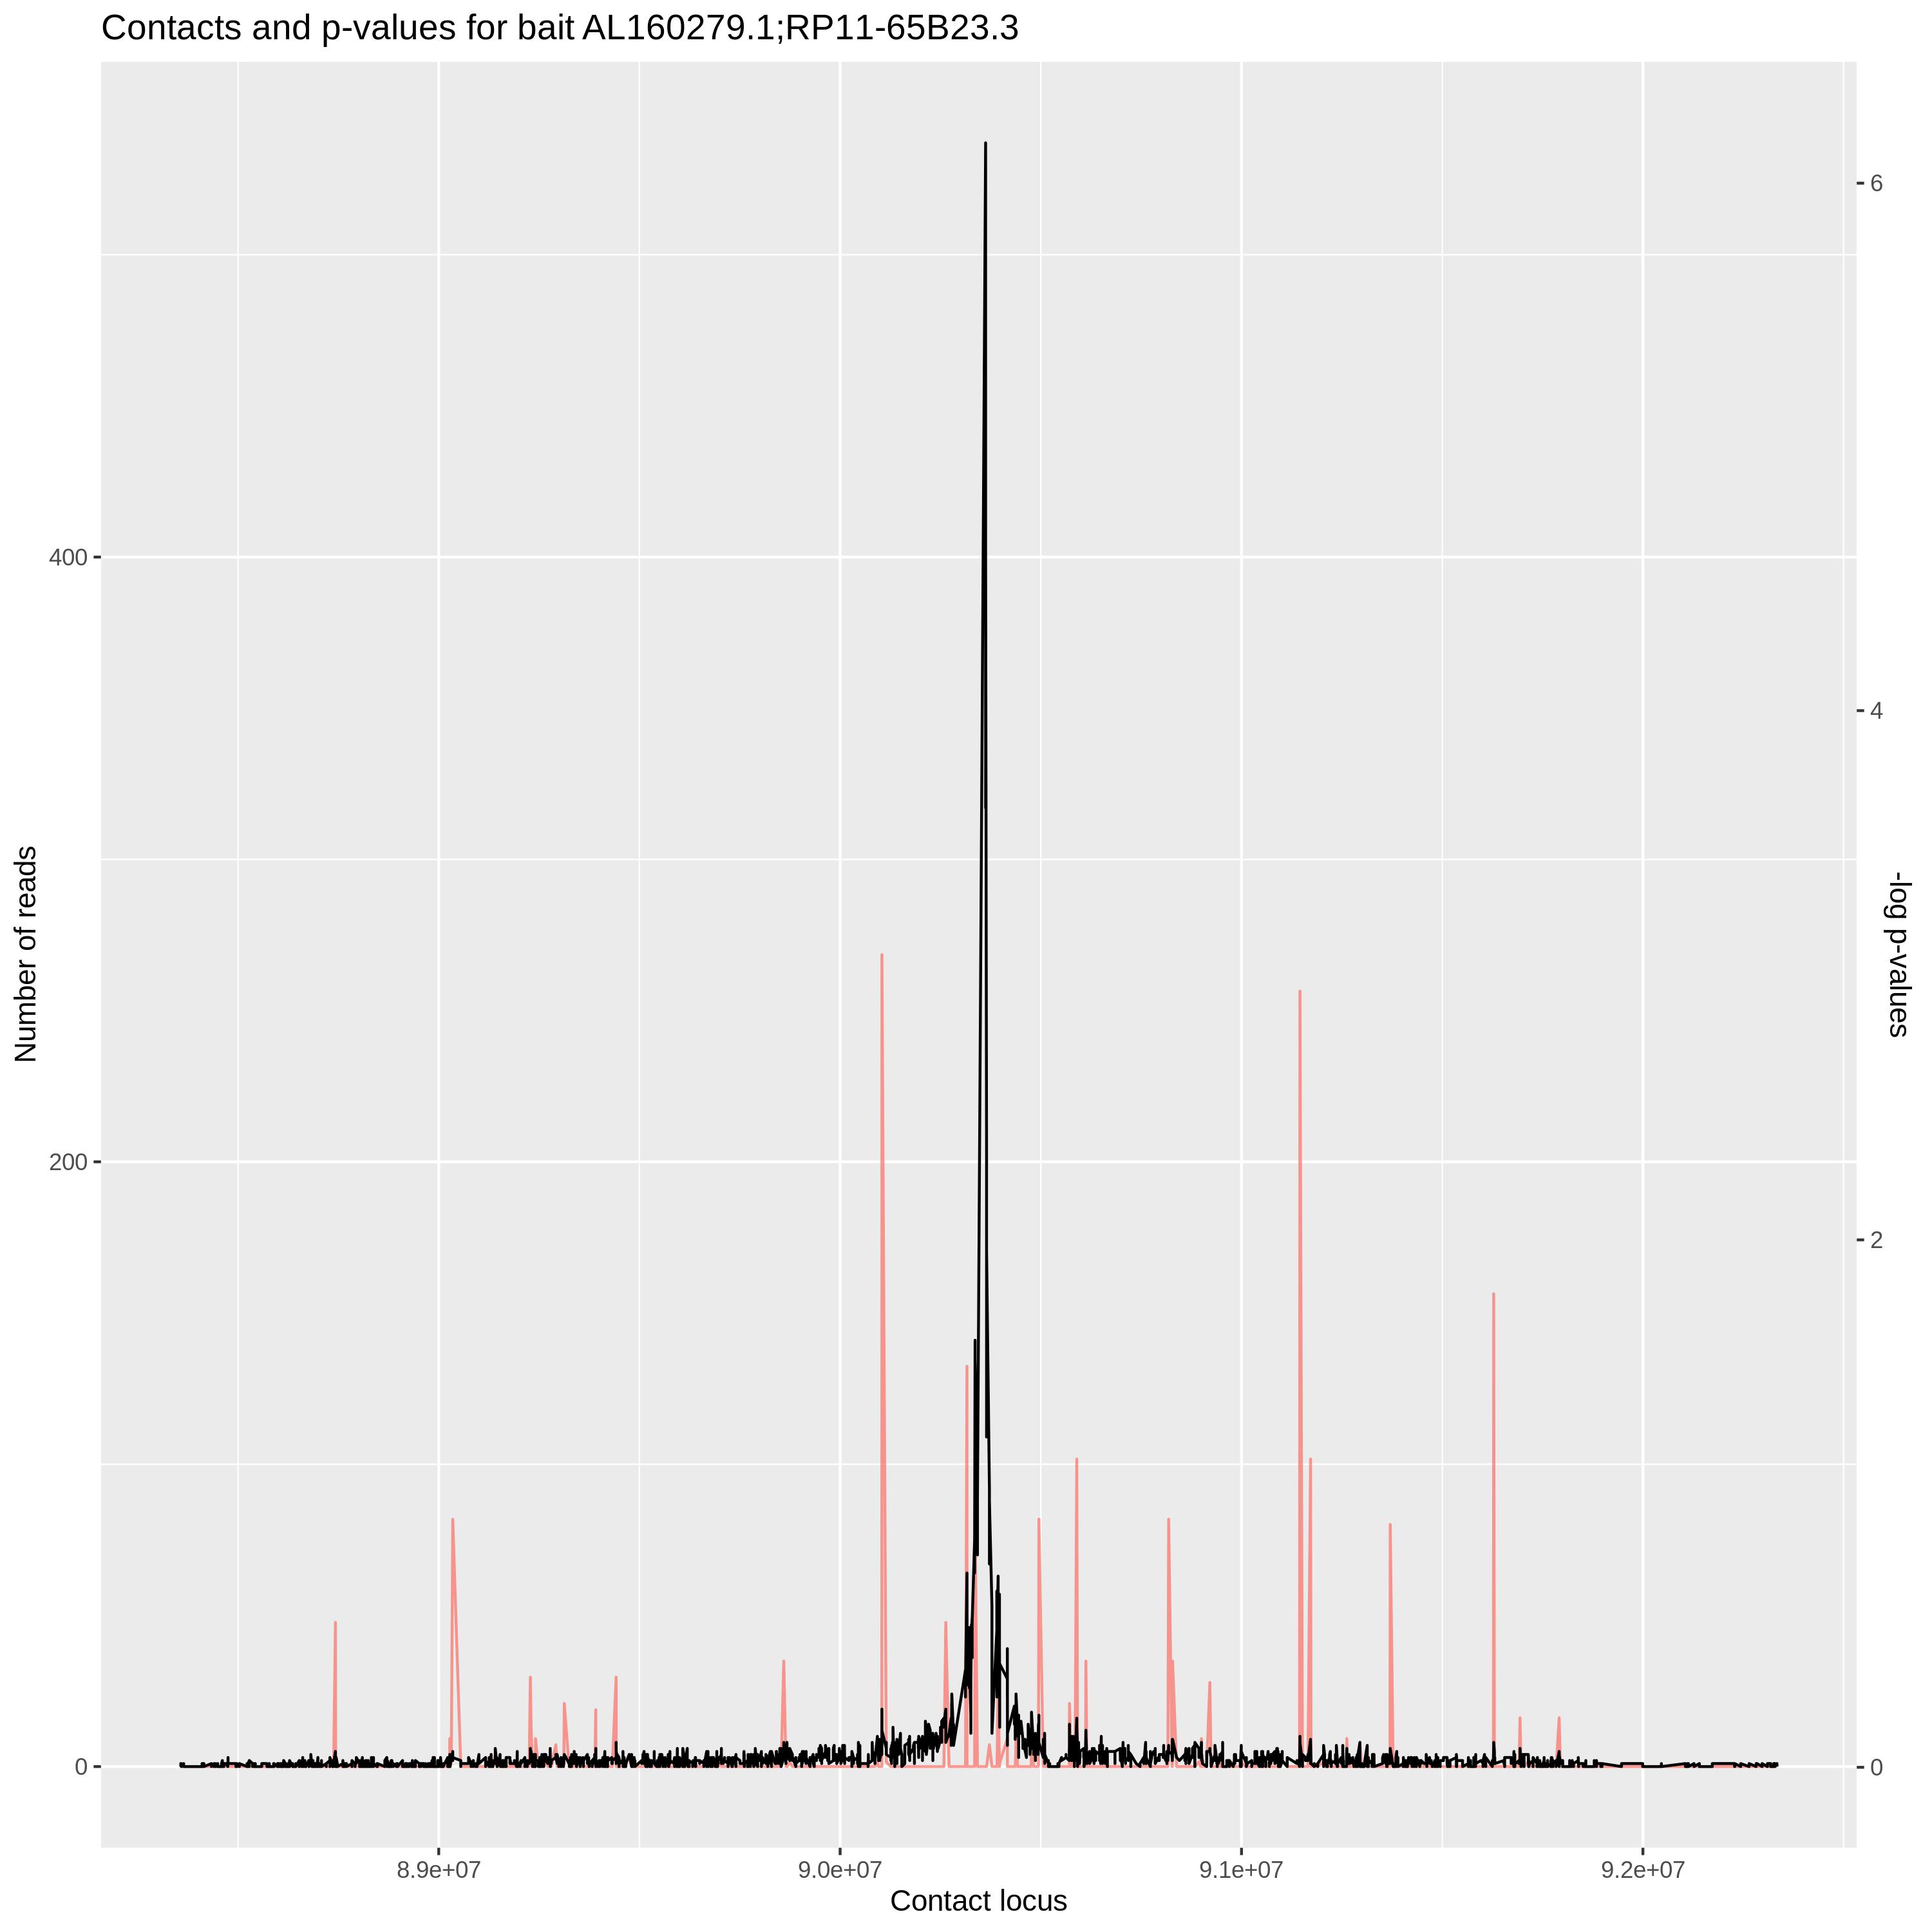 Contacts and p-values for bait AL160279.1;RP11-65B23.3
Number of reads
400
200
0
6
4
2
0
-log p-values
8.9e+07
9.0e+07
9.1e+07
9.2e+07
Contact locus